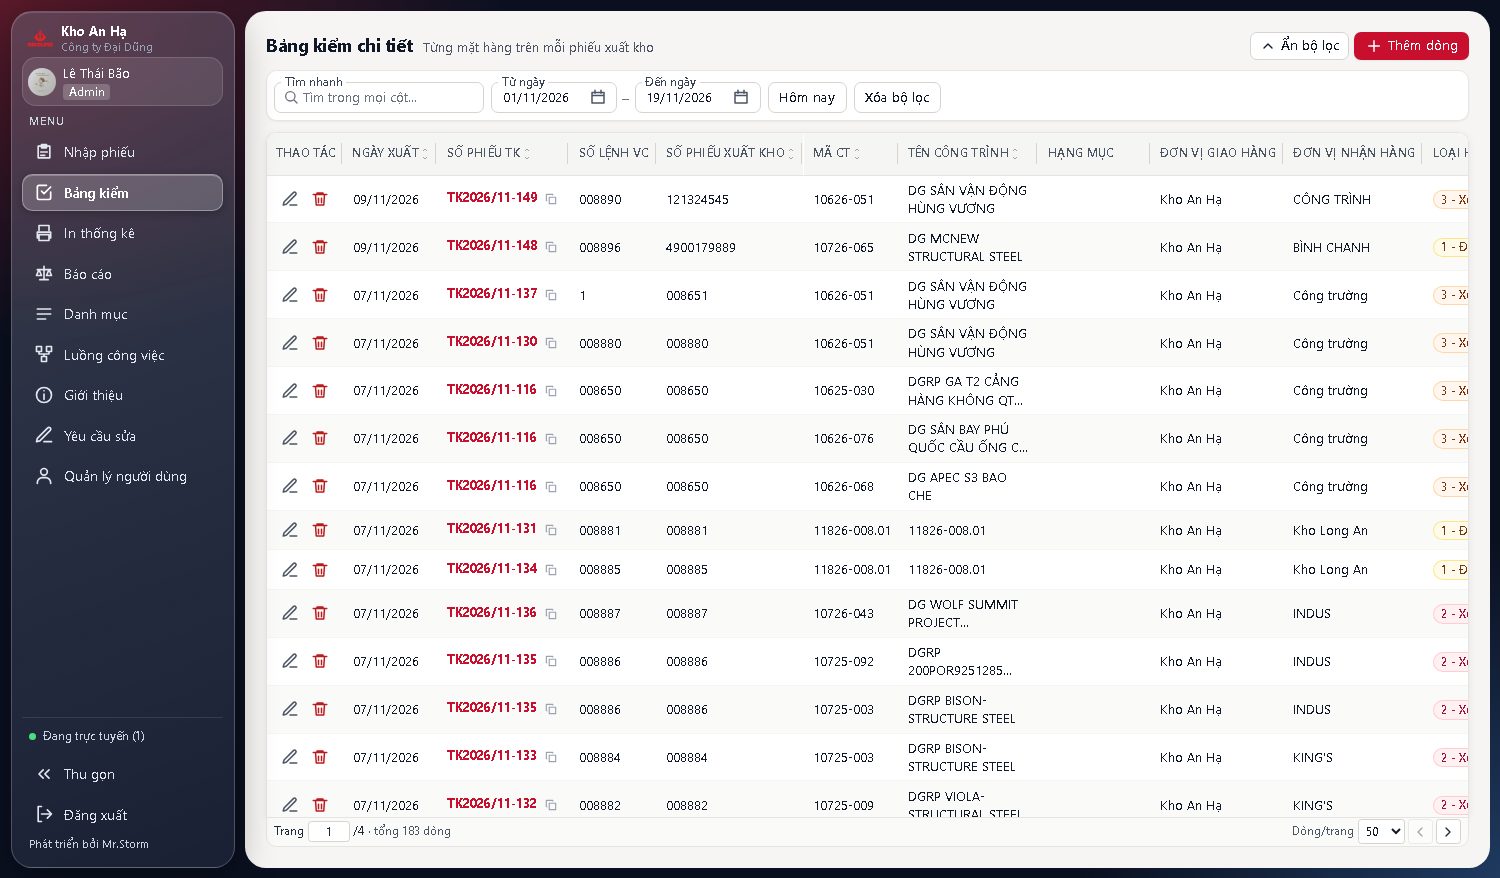 Kho An Hạ
Công ty Đại Dũng
Lê Thái Bão
Admin
MENU
Nhập phiếu
Bảng kiểm
In thống kê
Báo cáo
Danh mục
Luồng công việc
Giới thiệu
Yêu cầu sửa
Quản lý người dùng
Đang trực tuyến (1)
Thu gọn
Đăng xuất
Phát triển bởi Mr.Storm
Bảng kiểm chi tiết Từng mặt hàng trên mỗi phiếu xuất kho
Ẩn bộ lọc
Thêm dòng
Tìm nhanh
Tìm trong mọi cột...
Từ ngày
01/11/2026
–
Đến ngày
19/11/2026
Hôm nay
Xóa bộ lọc
THAO TÁC NGÀY XUẤT SỐ PHIẾU TK SỐ LỆNH VC SỐ PHIẾU XUẤT KHO MÃ CT TÊN CÔNG TRÌNH HẠNG MỤC ĐƠN VỊ GIAO HÀNG ĐƠN VỊ NHẬN HÀNG LOẠI
09/11/2026 TK2026/11-149 008890 121324545 10626-051 DG SÂN VẬN ĐỘNG HÙNG VƯƠNG Kho An Hạ CÔNG TRÌNH 3 -
09/11/2026 TK2026/11-148 008896 4900179889 10726-065 DG MCNEW STRUCTURAL STEEL Kho An Hạ BÌNH CHANH 1 - Đ
07/11/2026 TK2026/11-137 1 008651 10626-051 DG SÂN VẬN ĐỘNG HÙNG VƯƠNG Kho An Hạ Công trường 3 -
07/11/2026 TK2026/11-130 008880 008880 10626-051 DG SÂN VẬN ĐỘNG HÙNG VƯƠNG Kho An Hạ Công trường 3 -
07/11/2026 TK2026/11-116 008650 008650 10625-030 DGRP GA T2 CẢNG HÀNG KHÔNG QT... Kho An Hạ Công trường 3 -
07/11/2026 TK2026/11-116 008650 008650 10626-076 DG SÂN BAY PHÚ QUỐC CẦU ỐNG C... Kho An Hạ Công trường 3 -
07/11/2026 TK2026/11-116 008650 008650 10626-068 DG APEC S3 BAO CHE Kho An Hạ Công trường 3 -
07/11/2026 TK2026/11-131 008881 008881 11826-008.01 11826-008.01 Kho An Hạ Kho Long An 1 - Đ
07/11/2026 TK2026/11-134 008885 008885 11826-008.01 11826-008.01 Kho An Hạ Kho Long An 1 - Đ
07/11/2026 TK2026/11-136 008887 008887 10726-043 DG WOLF SUMMIT PROJECT... Kho An Hạ INDUS 2 -
07/11/2026 TK2026/11-135 008886 008886 10725-092 DGRP 200POR9251285... Kho An Hạ INDUS 2 -
07/11/2026 TK2026/11-135 008886 008886 10725-003 DGRP BISON- STRUCTURE STEEL Kho An Hạ INDUS 2 -
07/11/2026 TK2026/11-133 008884 008884 10725-003 DGRP BISON- STRUCTURE STEEL Kho An Hạ KING'S 2 -
07/11/2026 TK2026/11-132 008882 008882 10725-009 DGRP VIOLA- STRUCTURAL STEEL Kho An Hạ KING'S 2 -
Trang 1 /4 · tổng 183 dòng
Dòng/trang 50